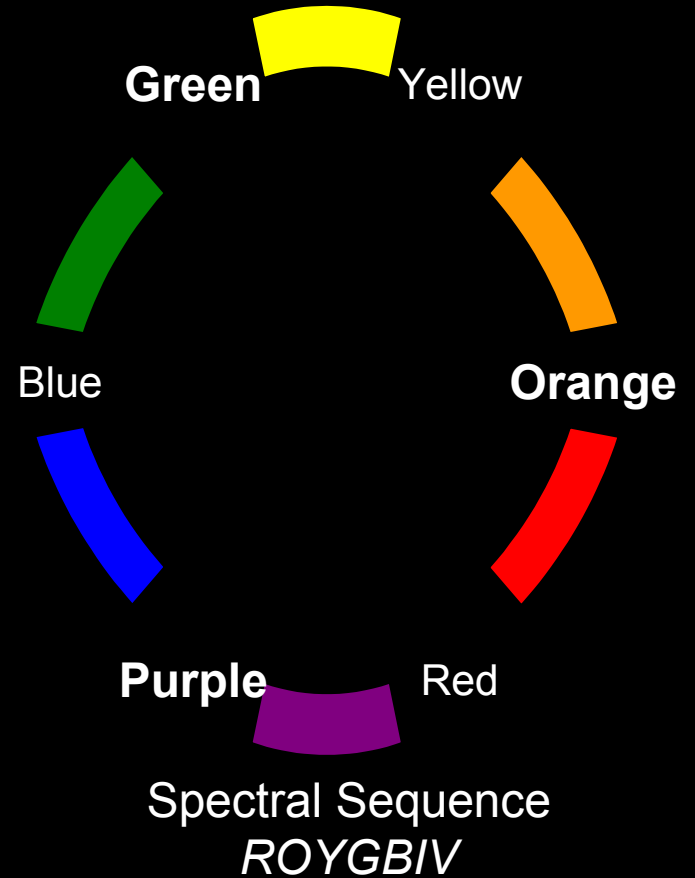 Green
Yellow
Blue
Orange
Purple
Red
Spectral Sequence
ROYGBIV